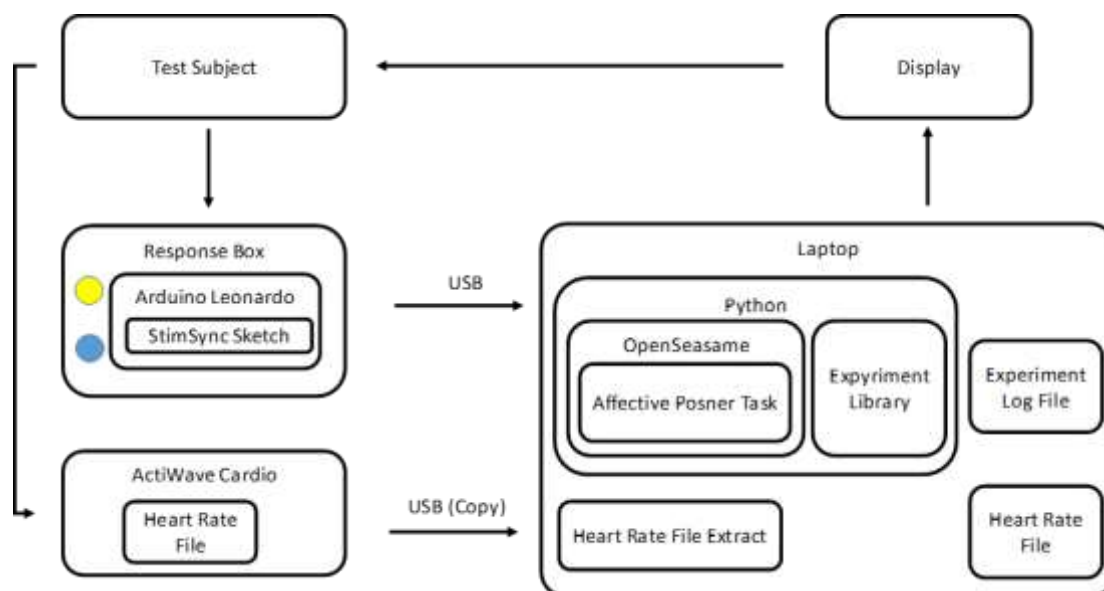 Test Subject
Display
Response Box
Arduino Leonardo
StimSync Sketch
USB
Laptop
Python
OpenSeasame
Affective Posner Task
Expyriment
Library
Experiment
Log File
ActiWave Cardio
Heart Rate
File
USB (Copy)
Heart Rate File Extract
Heart Rate
File